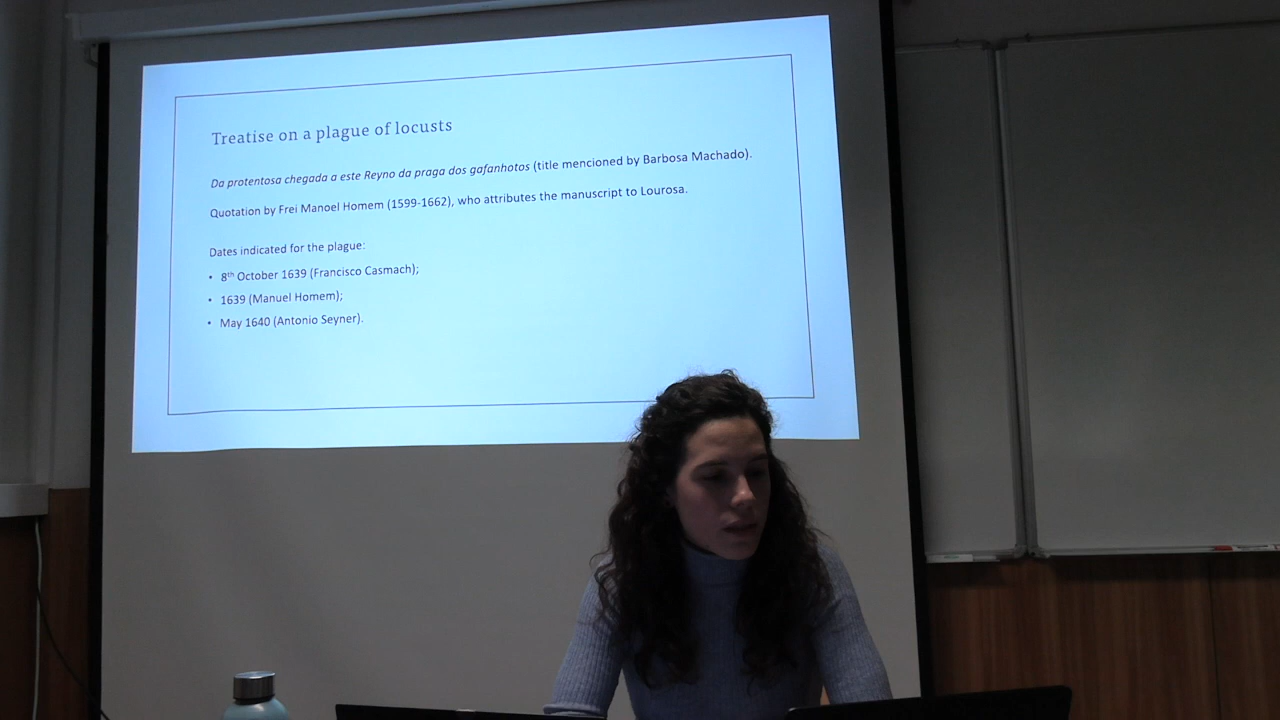 Treatise on a plague of locusts
Da protentosa chegada a este Reyno da praga dos gafanhotos (title mencioned by Barbosa Machado).
Quotation by Frei Manoel Homem (1599-1662), who attributes the manuscript to Lourosa.
Dates indicated for the plague:
• 8th October 1639 (Francisco Casmach);
• 1639 (Manuel Homem);
• May 1640 (Antonio Seyner).